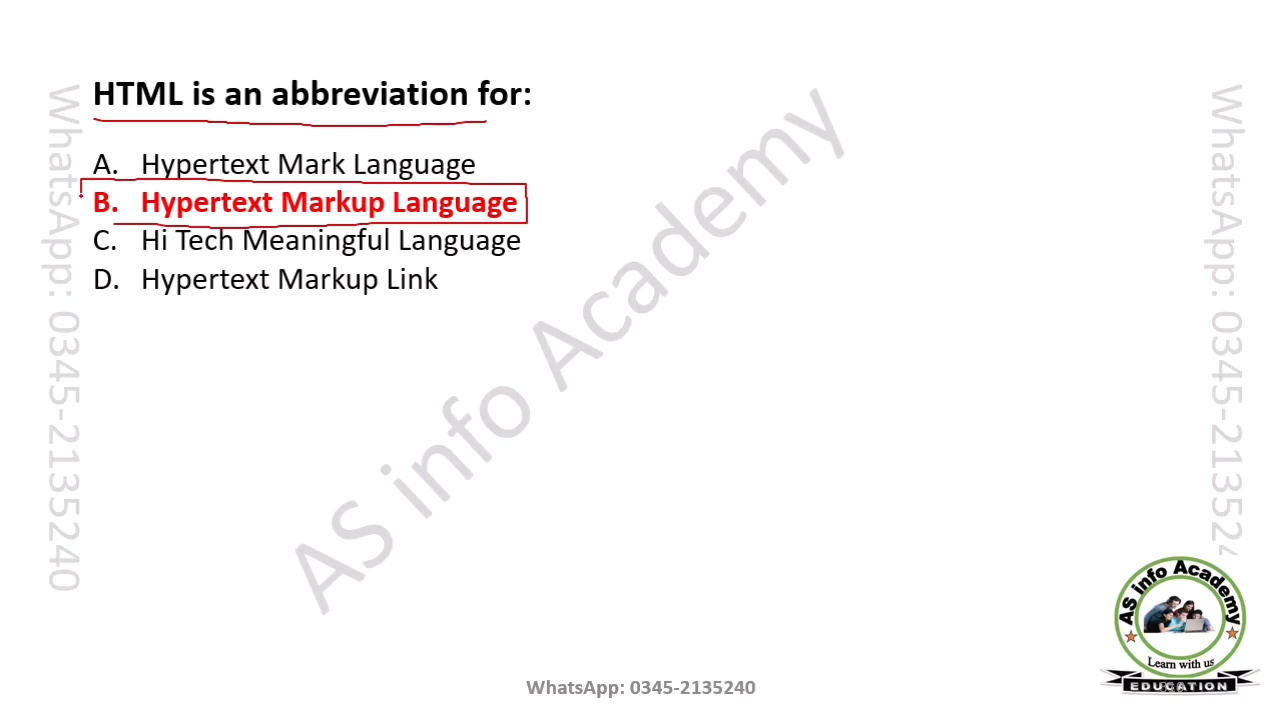 HTML is an abbreviation for:
A. Hypertext Mark Language
B. Hypertext Markup Language
C. Hi Tech Meaningful Language
D. Hypertext Markup Link
AS info Academy
WhatsApp: 0345-2135240
WhatsApp: 0345-213524
AS info Academy
Learn with us
EDUCATION
WhatsApp: 0345-2135240